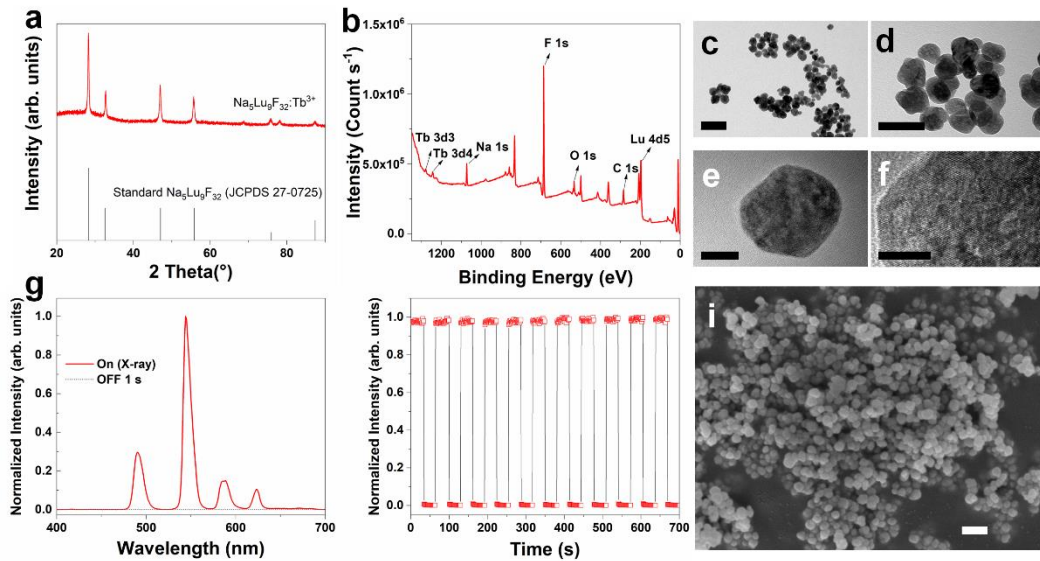 a
Intensity (arb. units)
Na₅Lu₉F₃₂:Tb³⁺
Standard Na₅Lu₉F₃₂ (JCPDS 27-0725)
20 40 60 80
2 Theta(°)
b
Intensity (Count s⁻¹)
1.5×10⁶
1.0×10⁶
5.0×10⁵
0.0
F 1s
Tb 3d3
Tb 3d4
Na 1s
O 1s
C 1s
Lu 4d5
1200 1000 800 600 400 200 0
Binding Energy (eV)
c
d
e
f
g
Normalized Intensity (arb. units)
1.0
0.8
0.6
0.4
0.2
0.0
On (X-ray)
OFF 1 s
400 500 600 700
Wavelength (nm)
Normalized Intensity (arb. units)
1.0
0.8
0.6
0.4
0.2
0.0
0 100 200 300 400 500 600 700
Time (s)
i